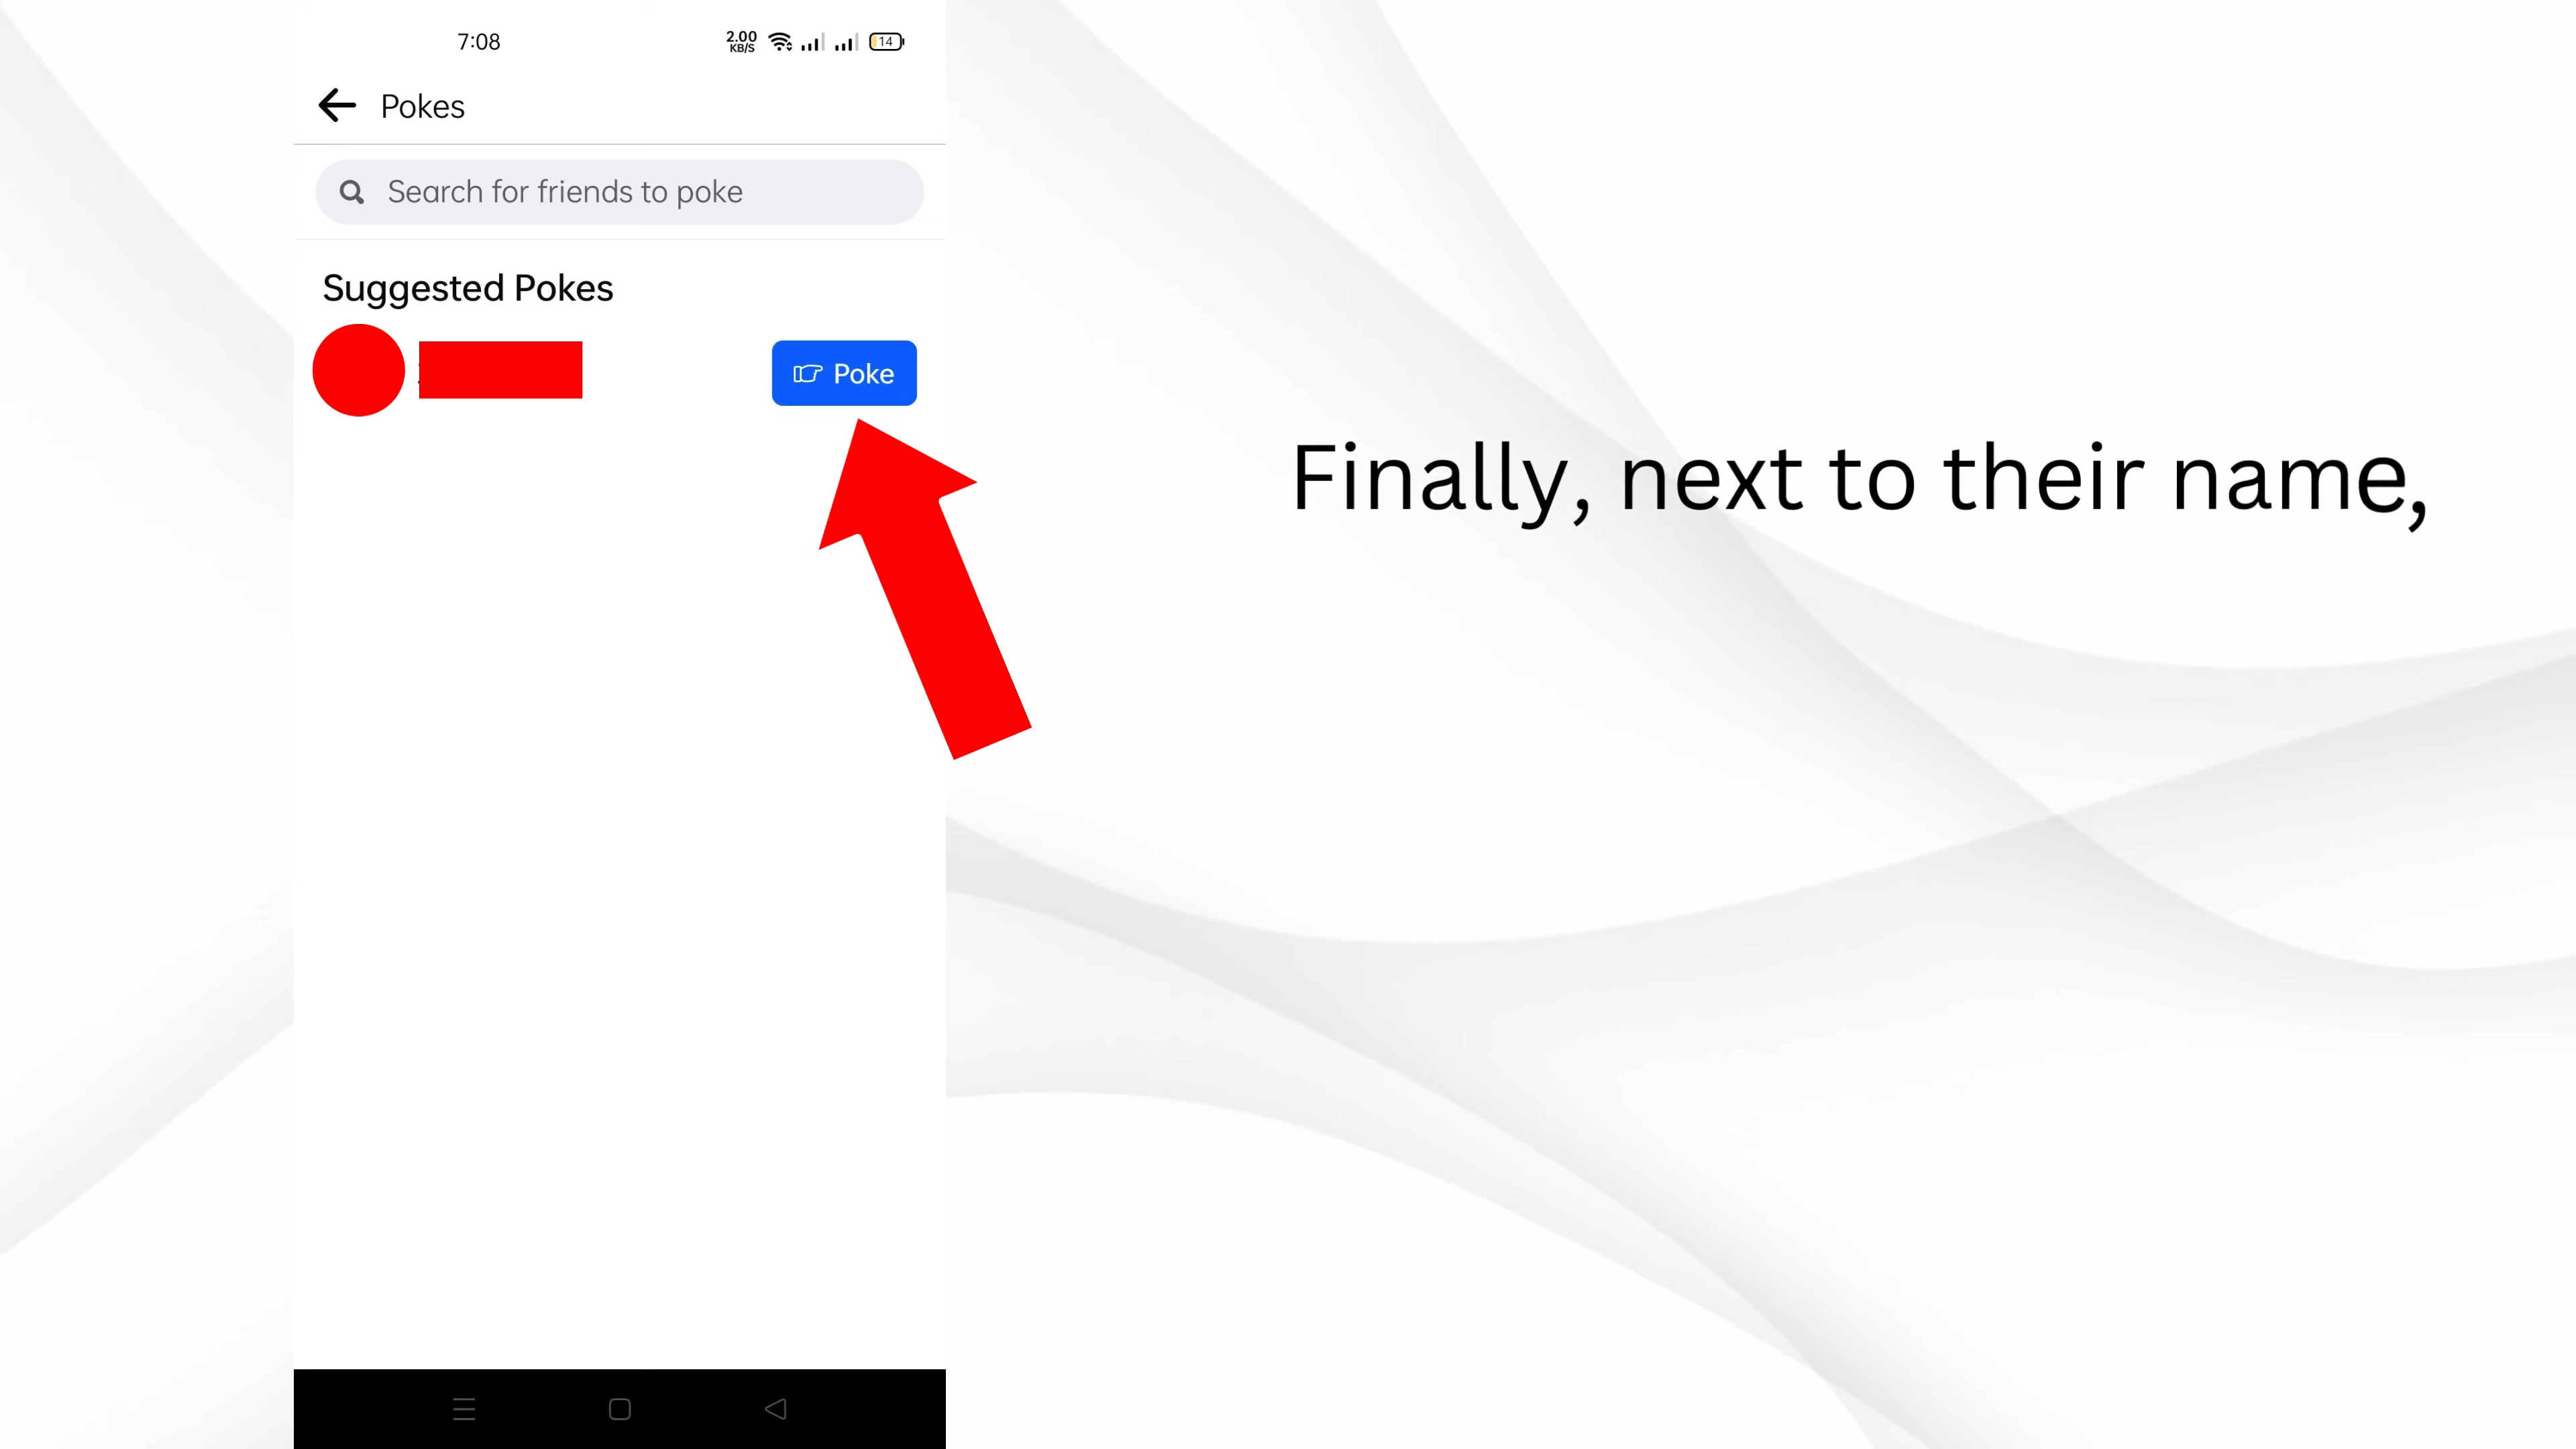 7:08
2.00
KB/S
14
Pokes
Search for friends to poke
Suggested Pokes
Poke
Finally, next to their name,